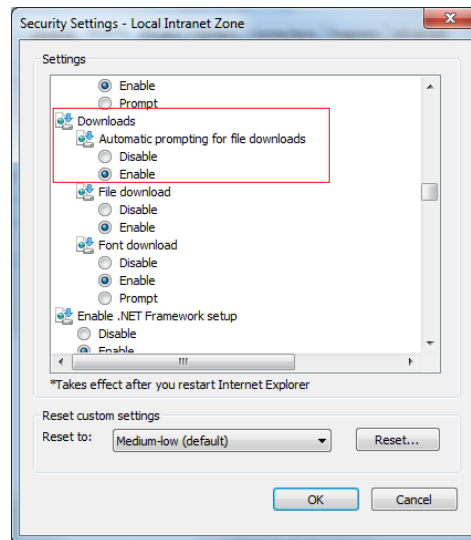 Security Settings - Local Intranet Zone
Settings
Enable
Prompt
Downloads
Automatic prompting for file downloads
Disable
Enable
File download
Disable
Enable
Font download
Disable
Enable
Prompt
Enable .NET Framework setup
Disable
Enable
*Takes effect after you restart Internet Explorer
Reset custom settings
Reset to: Medium-low (default) Reset...
OK Cancel